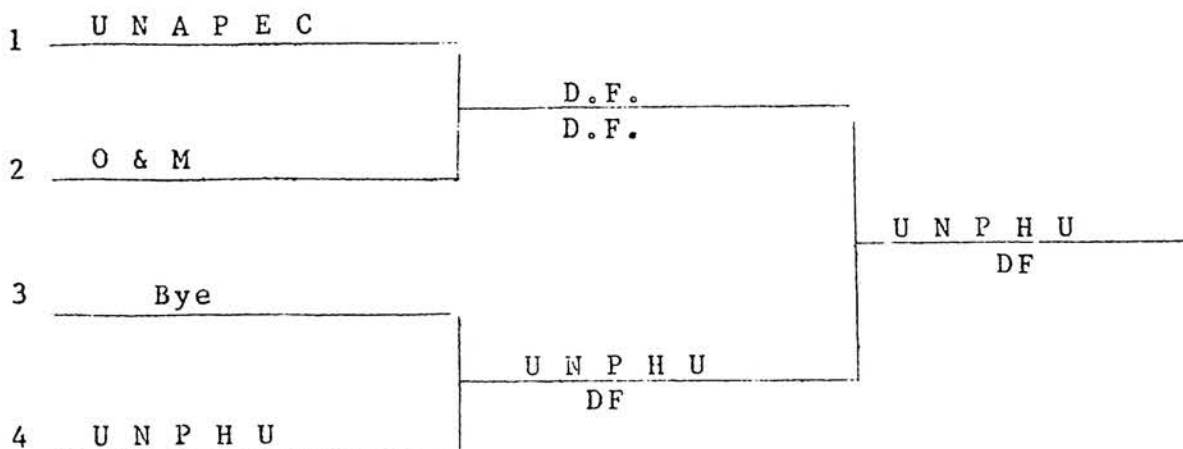 1 U N A P E C
D.F.
D.F.
2 O & M
U N P H U
DF
3 Bye
U N P H U
DF
4 U N P H U